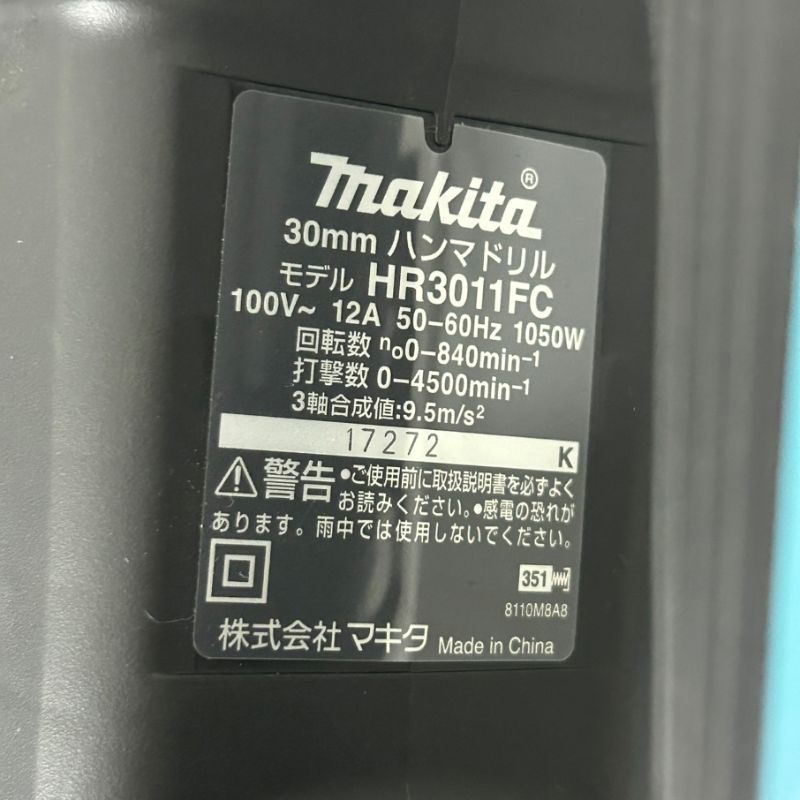 makita®
30mm ハンマドリル
モデル HR3011FC
100V~ 12A 50-60Hz 1050W
回転数 no0-840min-1
打撃数 0-4500min-1
3軸合成値:9.5m/s²
17272 K
警告 ●ご使用前に取扱説明書を必ずよく
お読みください。●感電の恐れが
あります。雨中では使用しないでください。
351
8110M8A8
株式会社 マキタ Made in China